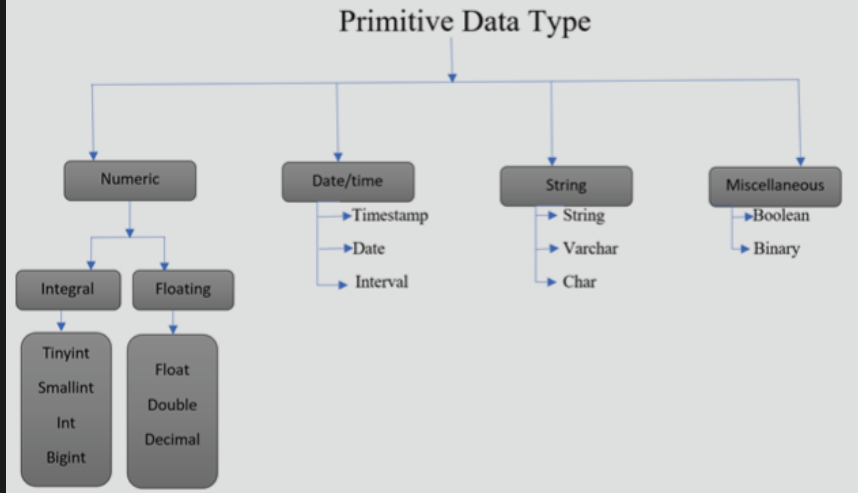 Primitive Data Type
Numeric
Date/time
String
Miscellaneous
Timestamp
Date
Interval
String
Varchar
Char
Boolean
Binary
Integral
Floating
Tinyint
Smallint
Int
Bigint
Float
Double
Decimal